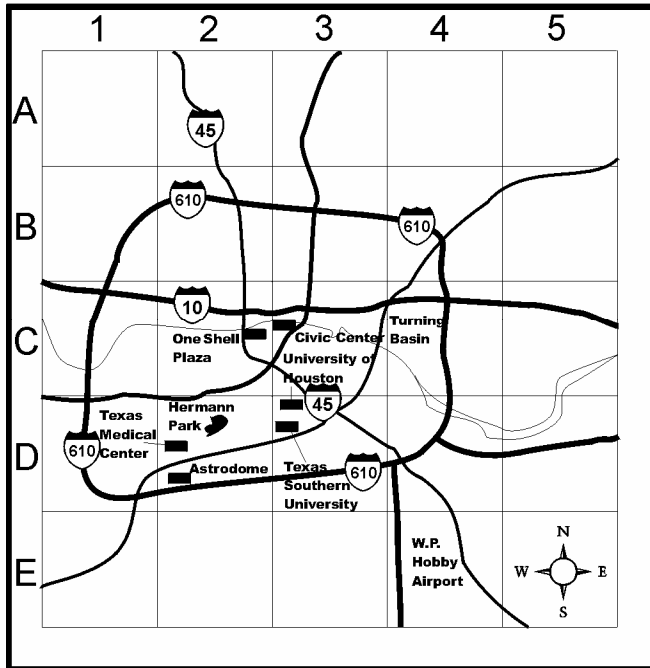 1 2 3 4 5
A
45
B
610
610
10
C
One Shell
Plaza
Civic Center
Turning
Basin
University of
Houston
45
Texas
Medical
Center
Hermann
Park
D
610
Astrodome
Texas
Southern
University
610
E
W.P.
Hobby
Airport
N
W E
S